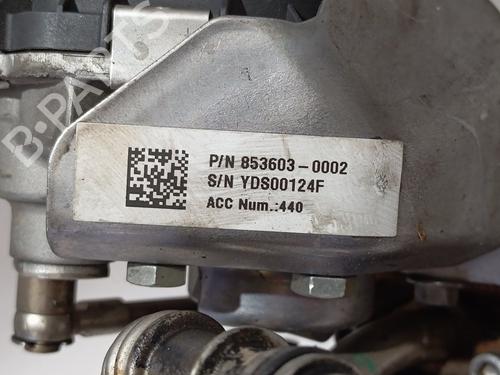 B-PARTS
P/N 853603-0002
S/N YDS00124F
ACC Num.:440